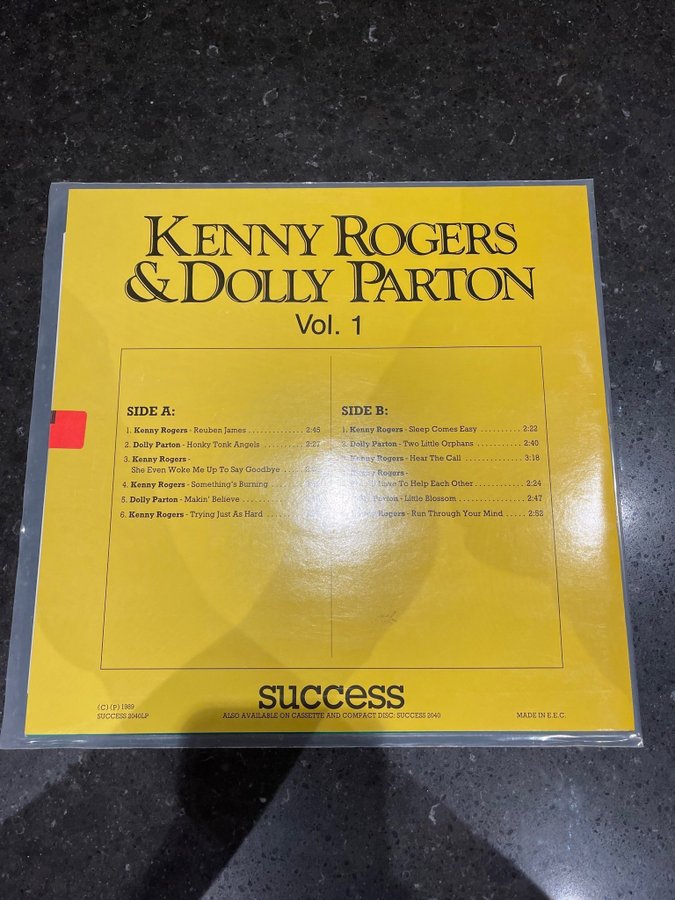 KENNY ROGERS
& DOLLY PARTON
Vol. 1
SIDE A:
1. Kenny Rogers - Reuben James 2:45
2. Dolly Parton - Honky Tonk Angels
3. Kenny Rogers -
She Even Woke Me Up To Say Goodbye
4. Kenny Rogers - Something's Burning
5. Dolly Parton - Makin' Believe
6. Kenny Rogers - Trying Just As Hard
SIDE B:
1. Kenny Rogers - Sleep Comes Easy 2:22
2. Dolly Parton - Two Little Orphans 2:40
Kenny Rogers - Hear The Call 3:18
Rogers -
To Help Each Other 2:24
Parton - Little Blossom 2:47
Rogers - Run Through Your Mind 2:52
success
(C) (P) 1989
SUCCESS 2040LP
ALSO AVAILABLE ON CASSETTE AND COMPACT DISC: SUCCESS 2040
MADE IN E.E.C.